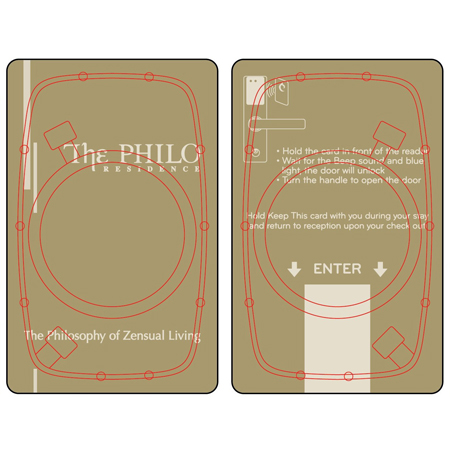 The PHILO
RESIDENCE
The Philosophy of Zensual Living
• Hold the card in front of the reader
• Wait for the Beep sound and blue
light, the door will unlock
• Turn the handle to open the door
Hold Keep This card with you during your stay
and return to reception upon your check out
ENTER